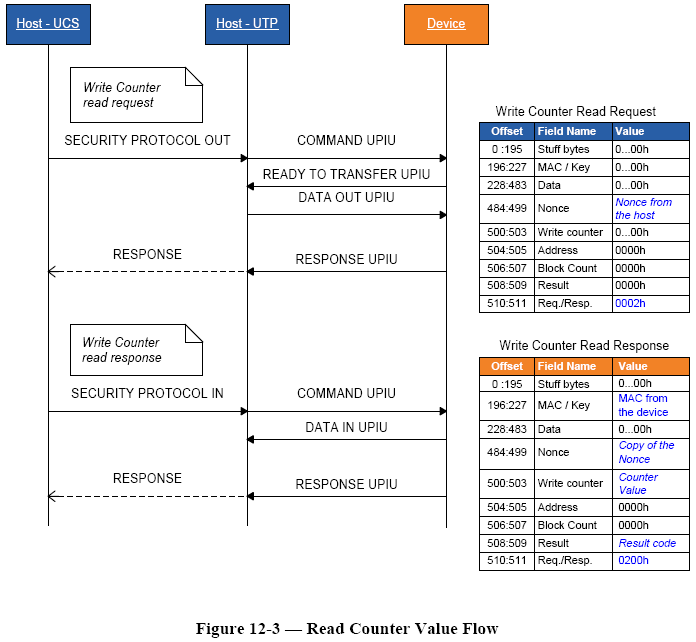 Host - UCS
Host - UTP
Device
Write Counter
read request
SECURITY PROTOCOL OUT
COMMAND UPIU
READY TO TRANSFER UPIU
DATA OUT UPIU
RESPONSE
RESPONSE UPIU
Write Counter
read response
SECURITY PROTOCOL IN
COMMAND UPIU
DATA IN UPIU
RESPONSE
RESPONSE UPIU
Write Counter Read Request
Offset Field Name Value
0 :195 Stuff bytes 0...00h
196:227 MAC / Key 0...00h
228:483 Data 0...00h
484:499 Nonce Nonce from
the host
500:503 Write counter 0...00h
504:505 Address 0000h
506:507 Block Count 0000h
508:509 Result 0000h
510:511 Req./Resp. 0002h
Write Counter Read Response
Offset Field Name Value
0 :195 Stuff bytes 0...00h
196:227 MAC / Key MAC from
the device
228:483 Data 0...00h
484:499 Nonce Copy of the
Nonce
500:503 Write counter Counter
Value
504:505 Address 0000h
506:507 Block Count 0000h
508:509 Result Result code
510:511 Req./Resp. 0200h
Figure 12-3 — Read Counter Value Flow